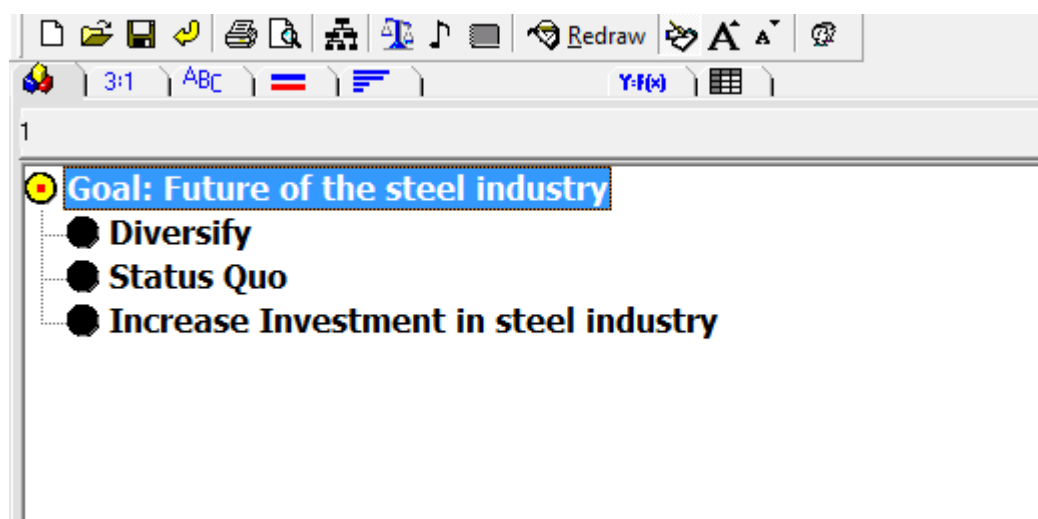 Redraw A A
3:1 ABC Y=F(x)
1
Goal: Future of the steel industry
Diversify
Status Quo
Increase Investment in steel industry